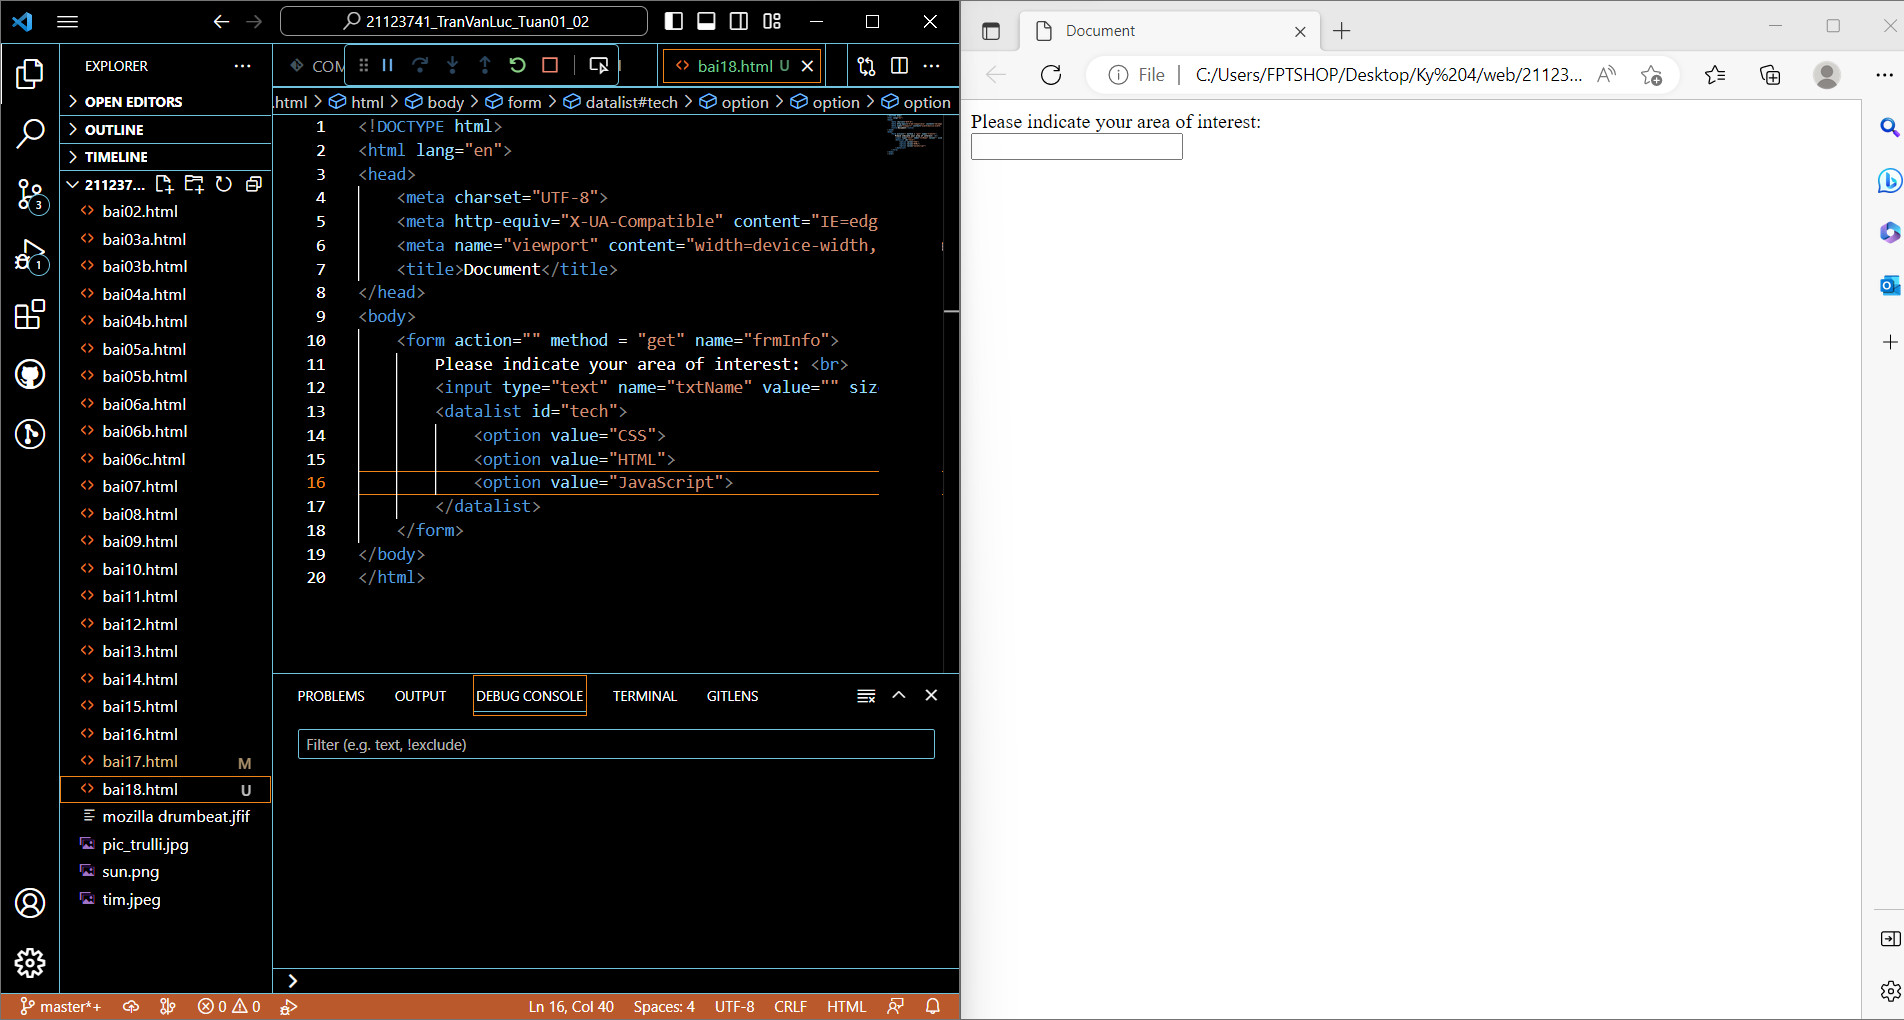 21123741_TranVanLuc_Tuan01_02
EXPLORER
OPEN EDITORS
OUTLINE
TIMELINE
211237...
bai02.html
bai03a.html
bai03b.html
bai04a.html
bai04b.html
bai05a.html
bai05b.html
bai06a.html
bai06b.html
bai06c.html
bai07.html
bai08.html
bai09.html
bai10.html
bai11.html
bai12.html
bai13.html
bai14.html
bai15.html
bai16.html
bai17.html M
bai18.html U
mozilla drumbeat.jfif
pic_trulli.jpg
sun.png
tim.jpeg
3
1
COM
bai18.html U
.html > html > body > form > datalist#tech > option > option > option
1 <!DOCTYPE html>
2 <html lang="en">
3 <head>
4 <meta charset="UTF-8">
5 <meta http-equiv="X-UA-Compatible" content="IE=edg
6 <meta name="viewport" content="width=device-width,
7 <title>Document</title>
8 </head>
9 <body>
10 <form action="" method = "get" name="frmInfo">
11 Please indicate your area of interest: <br>
12 <input type="text" name="txtName" value="" siz
13 <datalist id="tech">
14 <option value="CSS">
15 <option value="HTML">
16 <option value="JavaScript">
17 </datalist>
18 </form>
19 </body>
20 </html>
PROBLEMS OUTPUT DEBUG CONSOLE TERMINAL GITLENS
Filter (e.g. text, !exclude)
master*+ 0 0 Ln 16, Col 40 Spaces: 4 UTF-8 CRLF HTML
Document
File C:/Users/FPTSHOP/Desktop/Ky%204/web/21123...
Please indicate your area of interest: